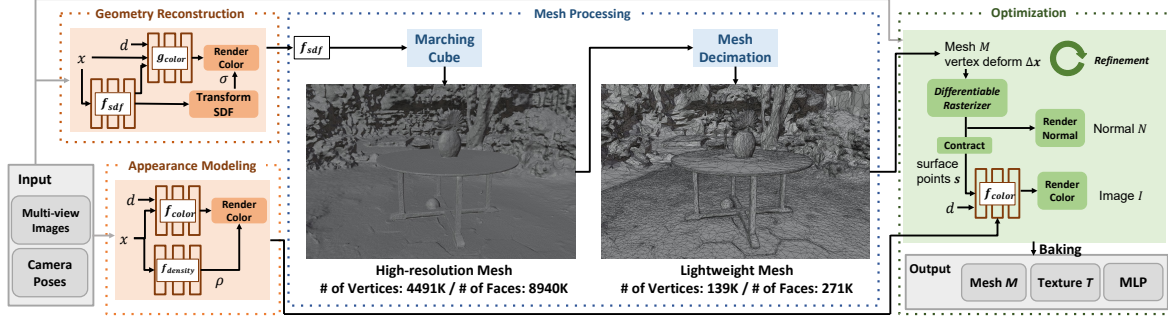 Geometry Reconstruction
d
x
g_color
Render
Color
σ
f_sdf
Transform
SDF
Input
Multi-view
Images
Camera
Poses
Appearance Modeling
d
f_color
Render
Color
x
f_density
ρ
Mesh Processing
f_sdf
Marching
Cube
Mesh
Decimation
High-resolution Mesh
# of Vertices: 4491K / # of Faces: 8940K
Lightweight Mesh
# of Vertices: 139K / # of Faces: 271K
Optimization
Mesh M
vertex deform Δx
Refinement
Differentiable
Rasterizer
Render
Normal
Normal N
Contract
surface
points s
f_color
d
Render
Color
Image I
Baking
Output
Mesh M
Texture T
MLP